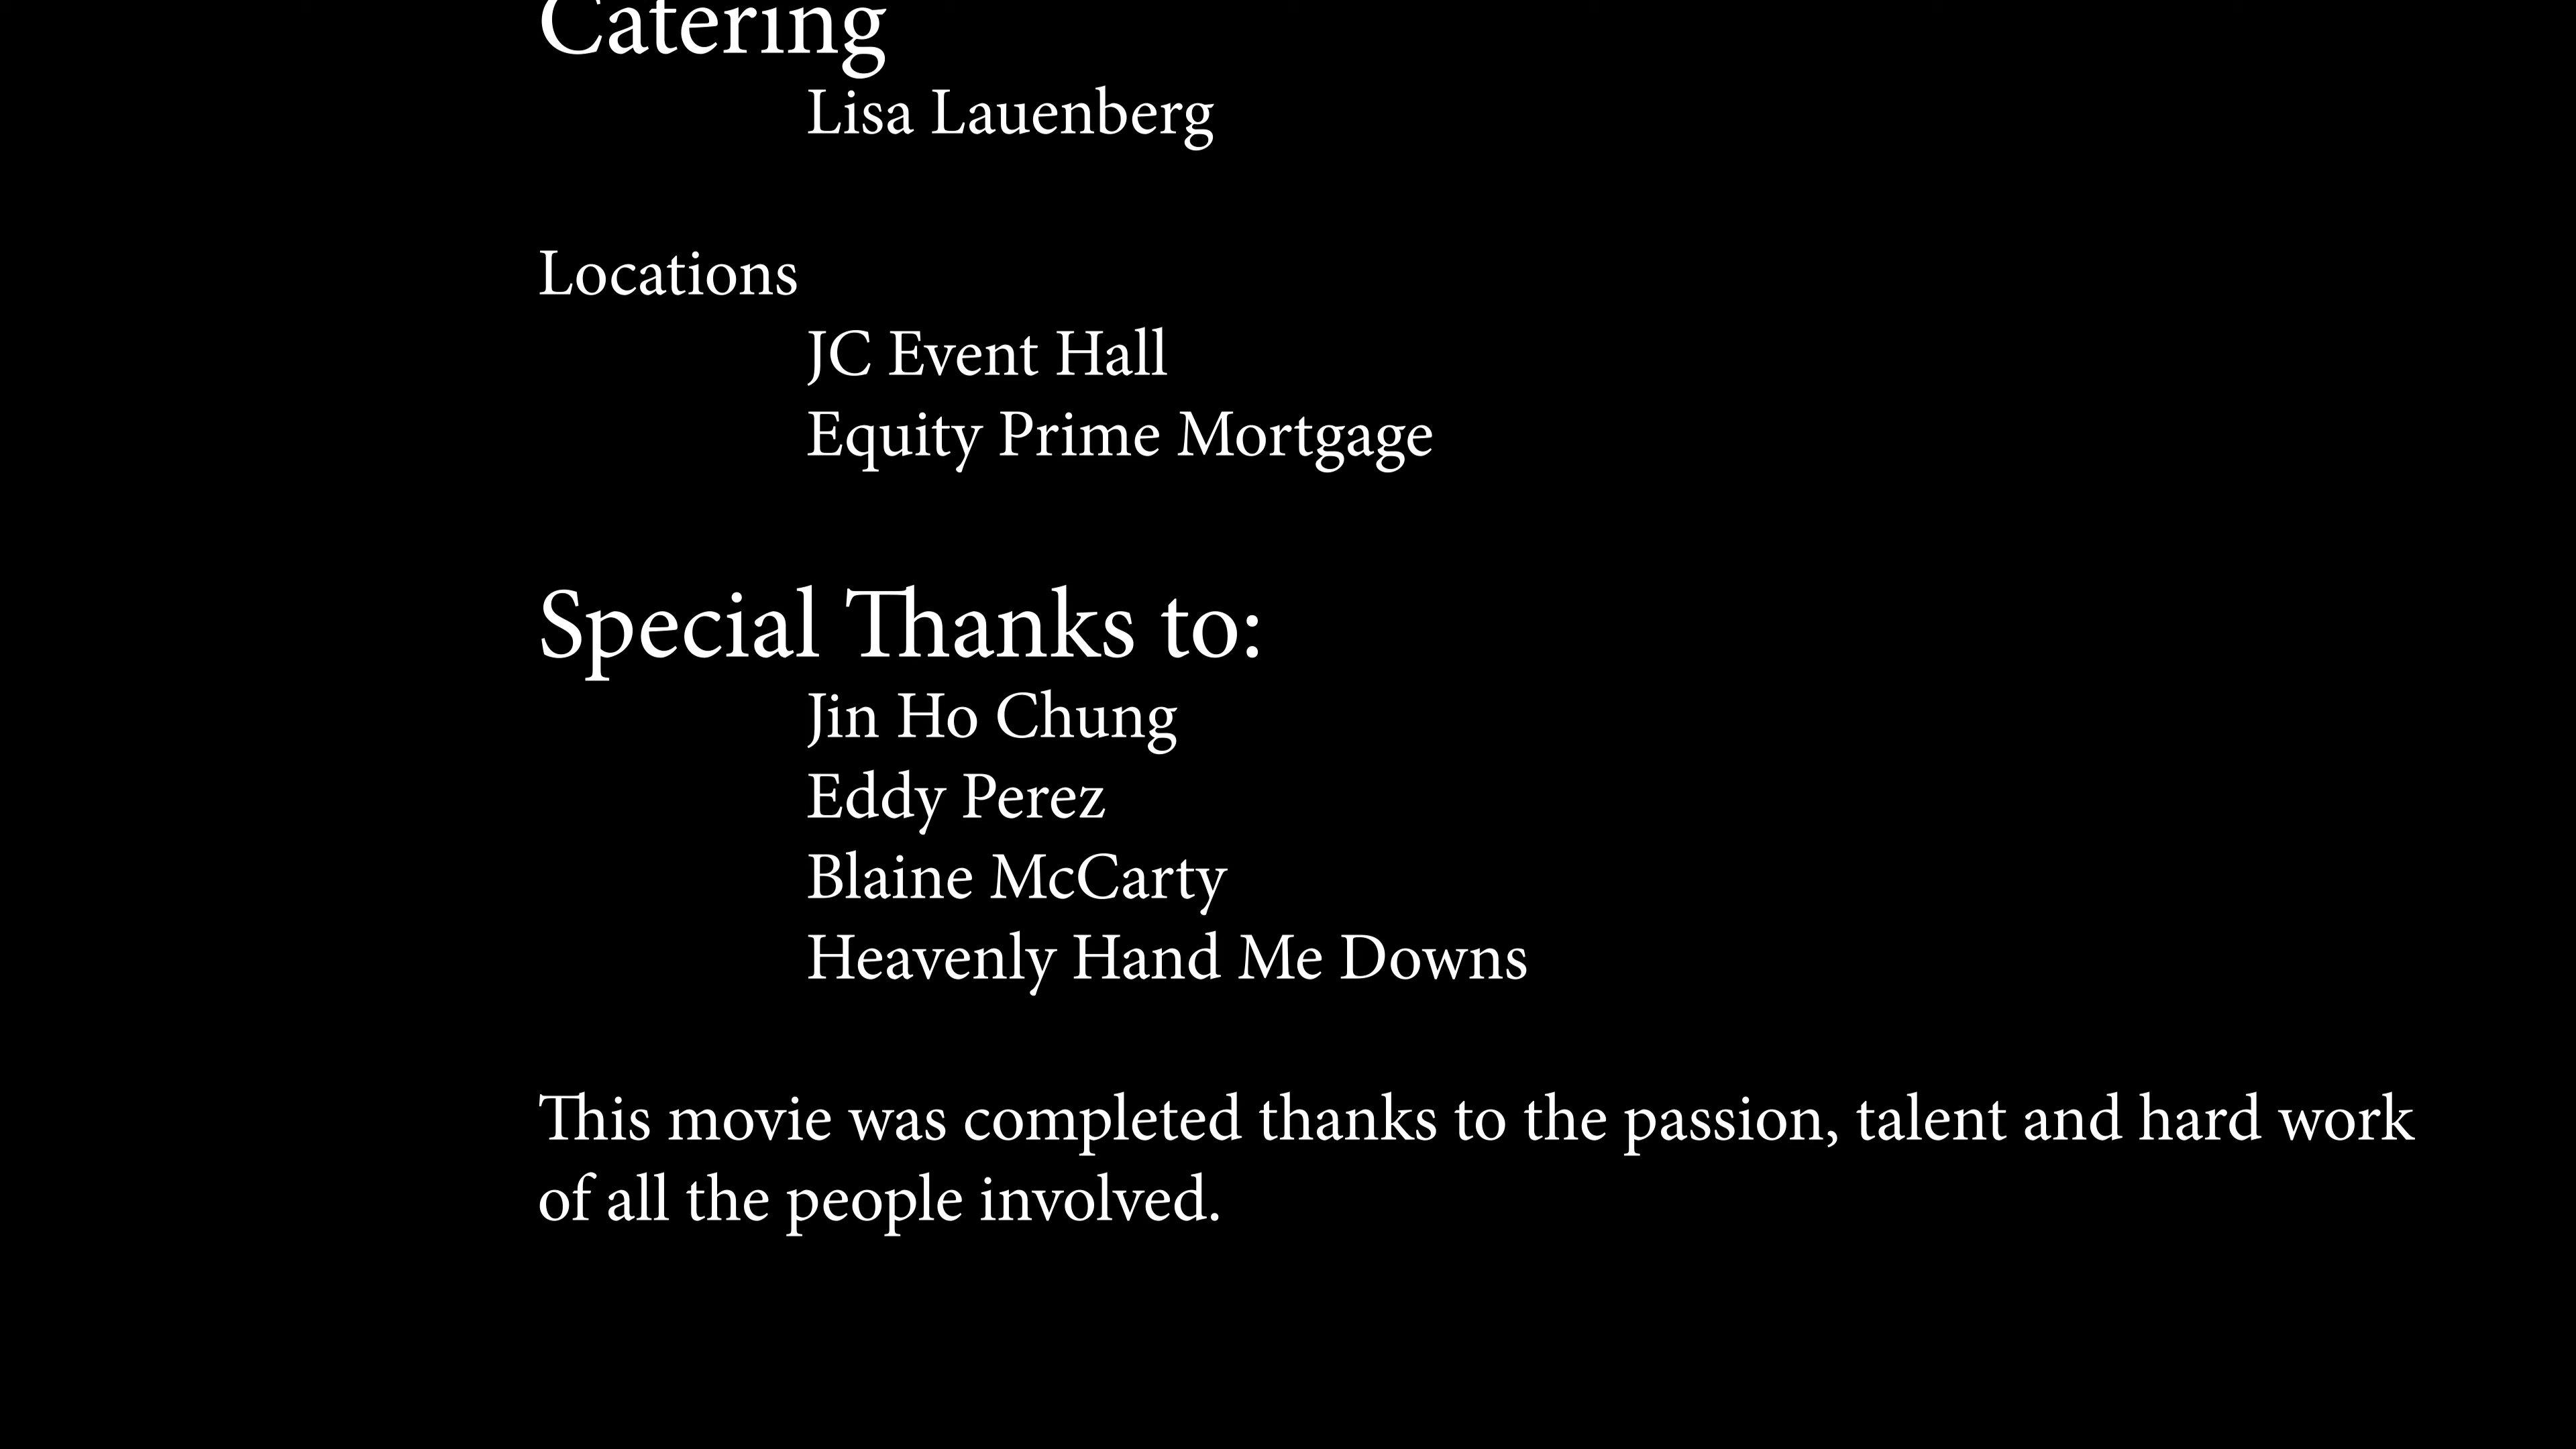 Catering
Lisa Lauenberg
Locations
JC Event Hall
Equity Prime Mortgage
Special Thanks to:
Jin Ho Chung
Eddy Perez
Blaine McCarty
Heavenly Hand Me Downs
This movie was completed thanks to the passion, talent and hard work
of all the people involved.